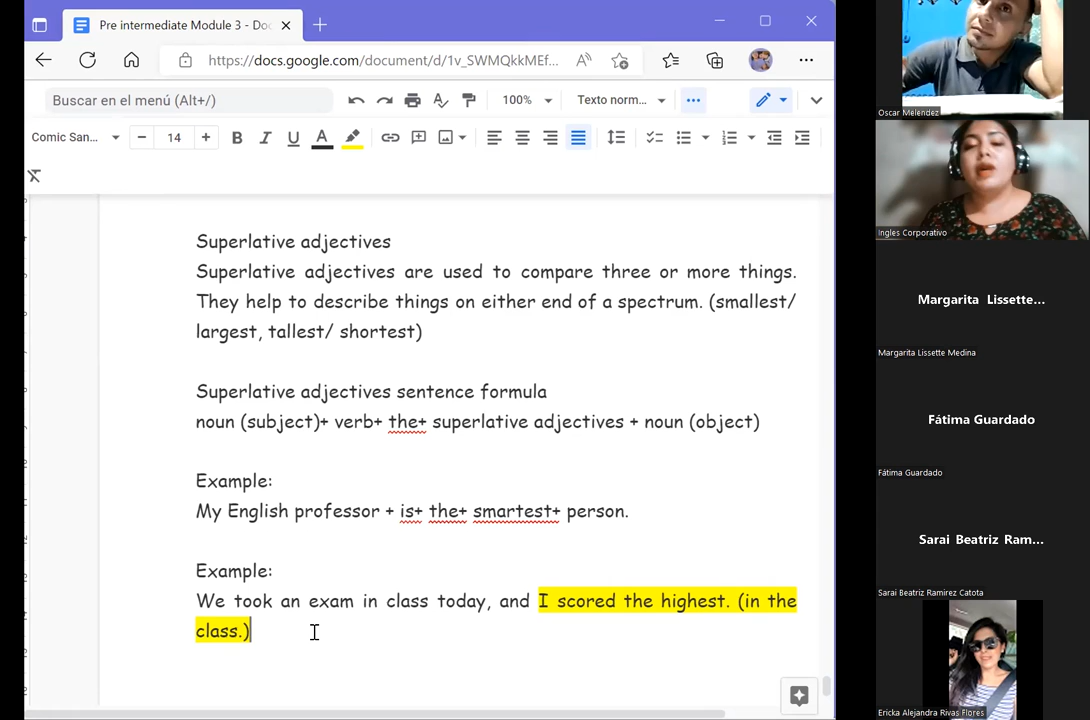 Pre intermediate Module 3 - Doc
https://docs.google.com/document/d/1v_SWMQkkMEf...
Buscar en el menú (Alt+/)
100%
Texto norm...
Comic San...
14
Superlative adjectives
Superlative adjectives are used to compare three or more things.
They help to describe things on either end of a spectrum. (smallest/
largest, tallest/ shortest)
Superlative adjectives sentence formula
noun (subject)+ verb+ the+ superlative adjectives + noun (object)
Example:
My English professor + is+ the+ smartest+ person.
Example:
We took an exam in class today, and I scored the highest. (in the
class.)
Oscar Melendez
Ingles Corporativo
Margarita Lissette...
Margarita Lissette Medina
Fátima Guardado
Fátima Guardado
Sarai Beatriz Ram...
Sarai Beatriz Ramirez Catota
Ericka Alejandra Rivas Flores